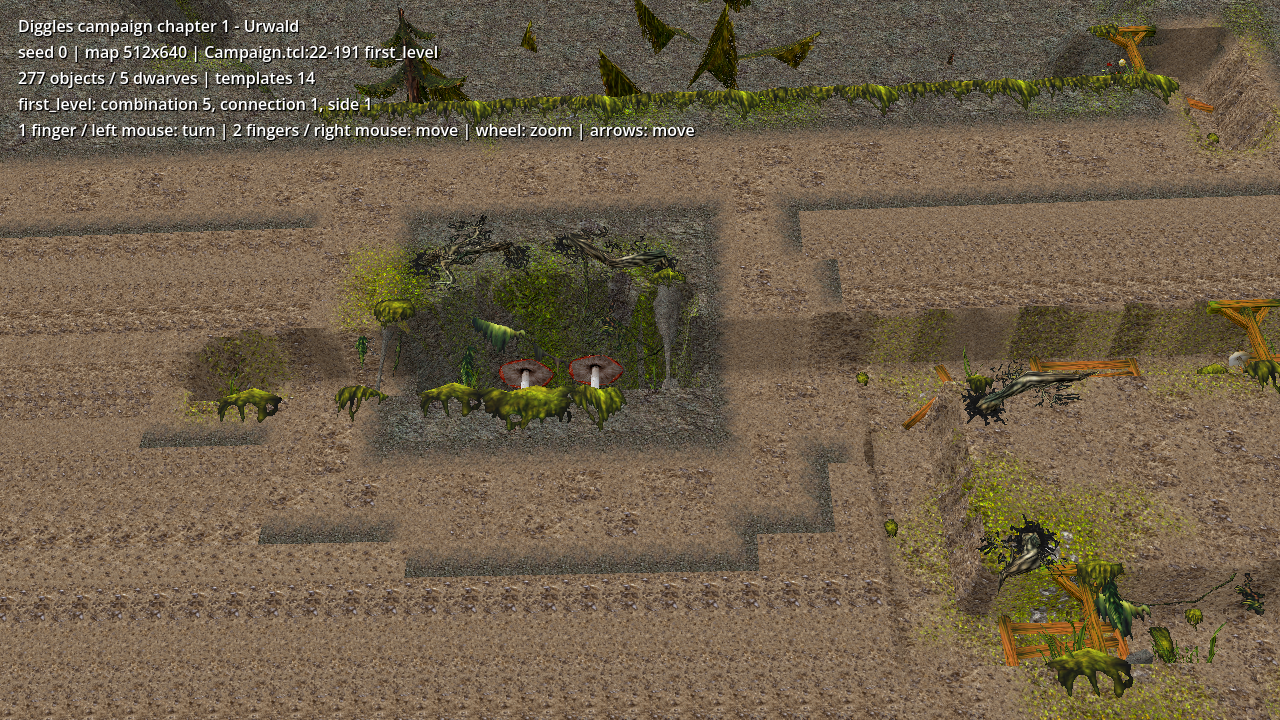 Diggles campaign chapter 1 - Urwald
seed 0 | map 512x640 | Campaign.tcl:22-191 first_level
277 objects / 5 dwarves | templates 14
first_level: combination 5, connection 1, side 1
1 finger / left mouse: turn | 2 fingers / right mouse: move | wheel: zoom | arrows: move